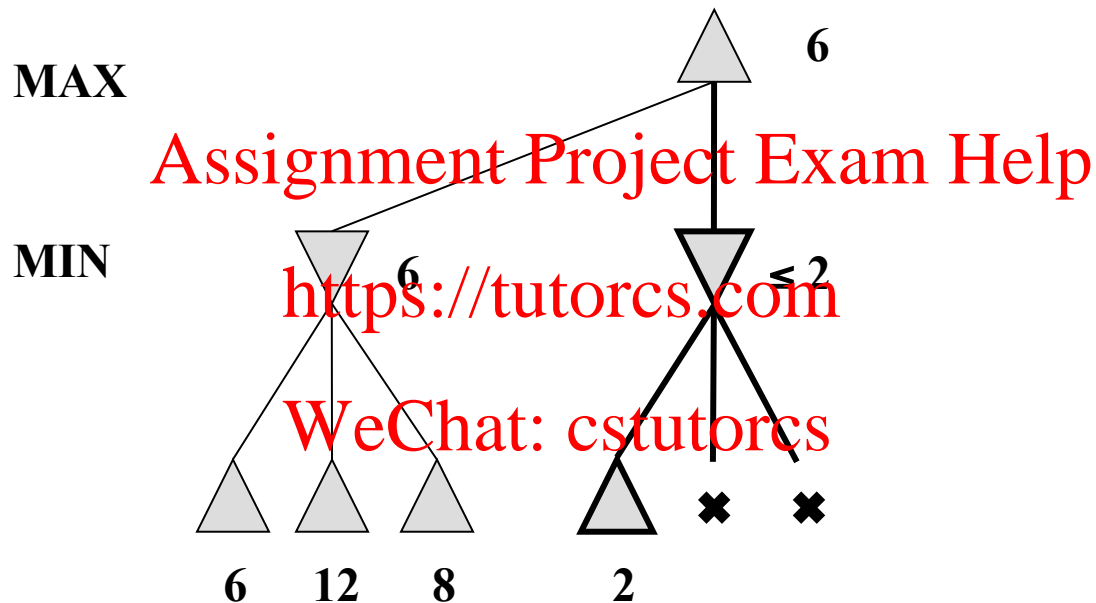 6
MAX
Assignment Project Exam Help
MIN
6
≤ 2
https://tutorcs.com
WeChat: cstutorcs
6 12 8 2